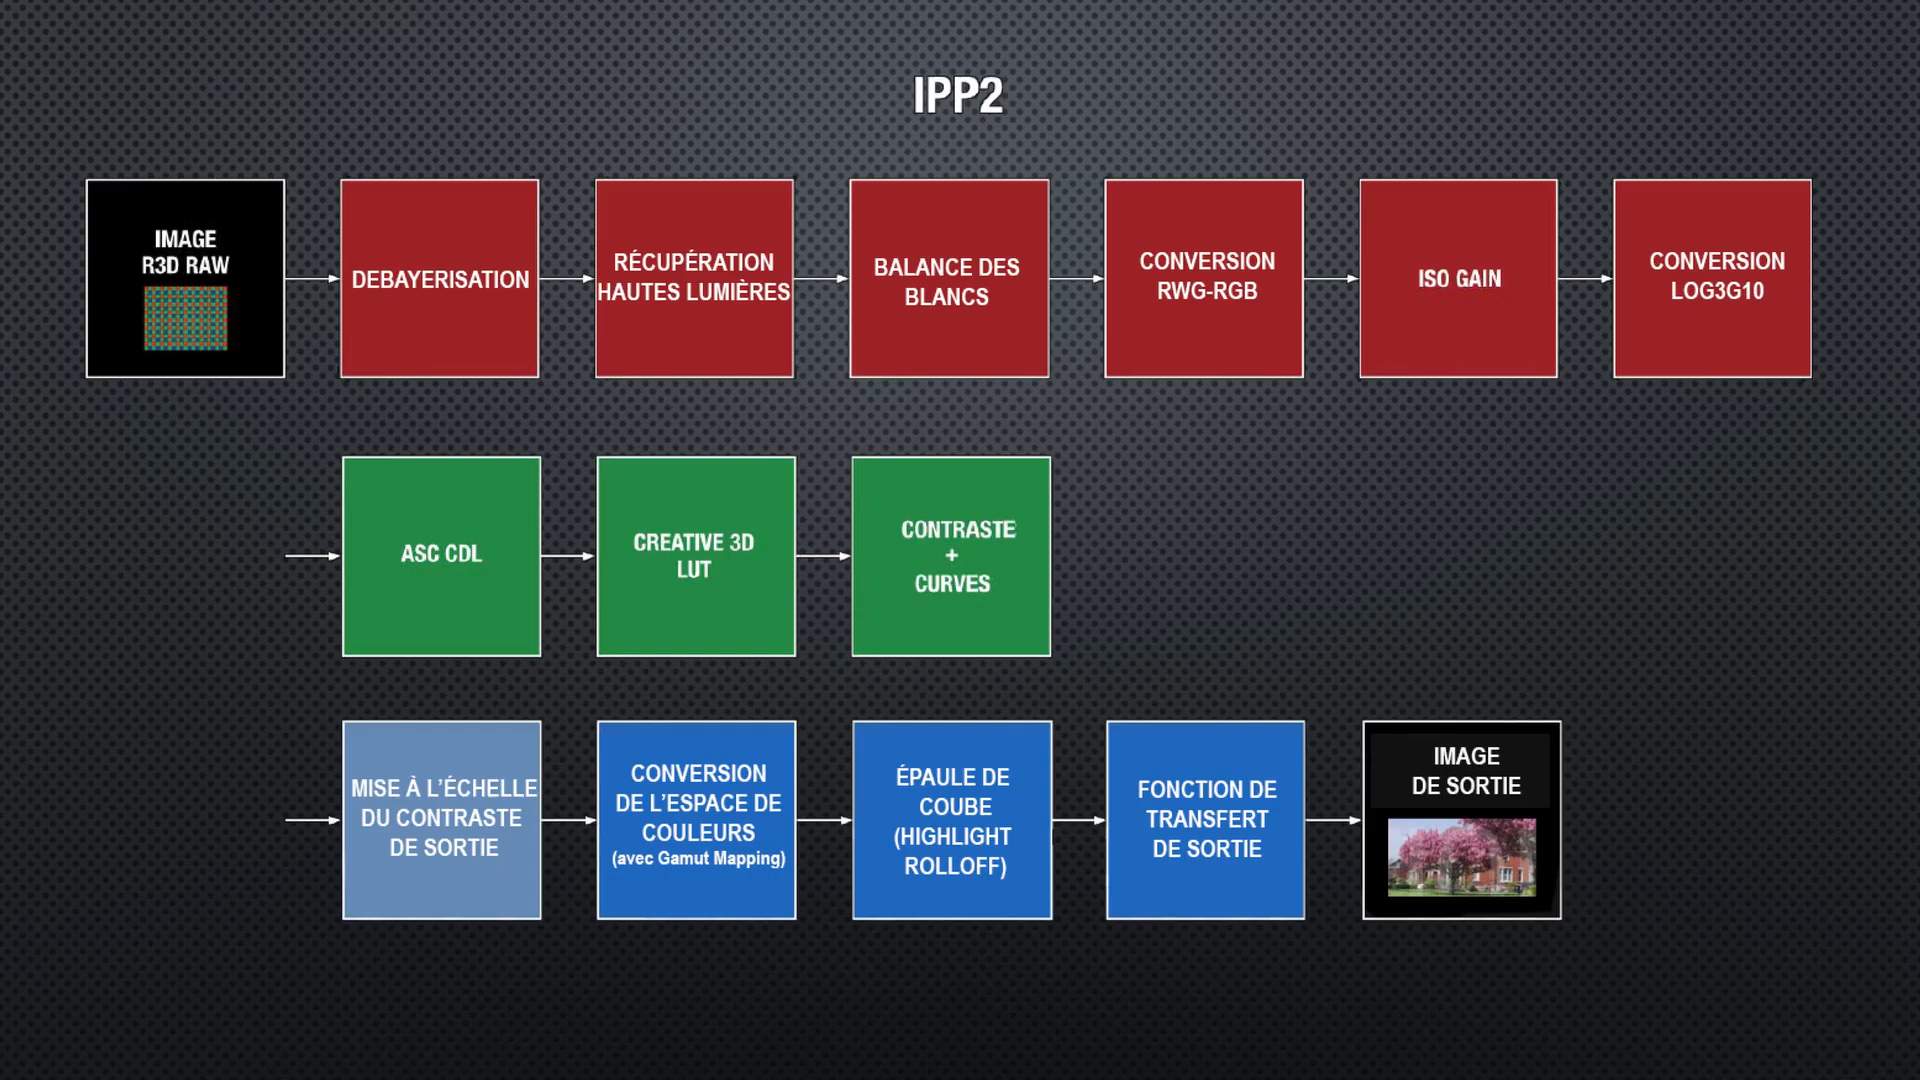 IPP2
IMAGE
R3D RAW
DEBAYERISATION
RÉCUPÉRATION
HAUTES LUMIÈRES
BALANCE DES
BLANCS
CONVERSION
RWG-RGB
ISO GAIN
CONVERSION
LOG3G10
ASC CDL
CREATIVE 3D
LUT
CONTRASTE
+
CURVES
MISE À L’ÉCHELLE
DU CONTRASTE
DE SORTIE
CONVERSION
DE L’ESPACE DE
COULEURS
(avec Gamut Mapping)
ÉPAULE DE
COUBE
(HIGHLIGHT
ROLLOFF)
FONCTION DE
TRANSFERT
DE SORTIE
IMAGE
DE SORTIE